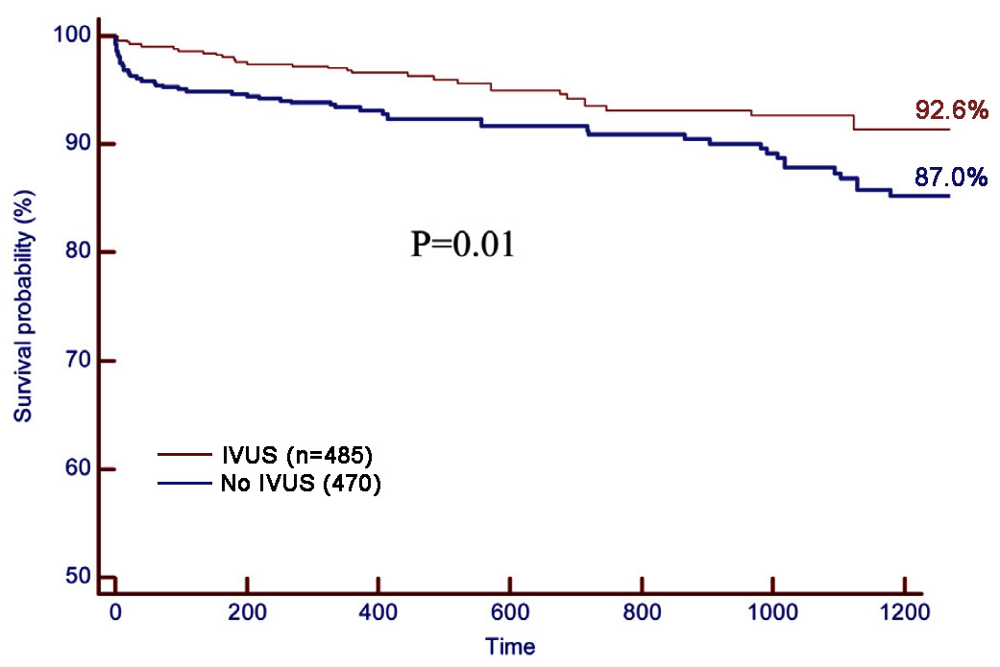 100
90
80
70
60
50
Survival probability (%)
92.6%
87.0%
P=0.01
IVUS (n=485)
No IVUS (470)
0 200 400 600 800 1000 1200
Time